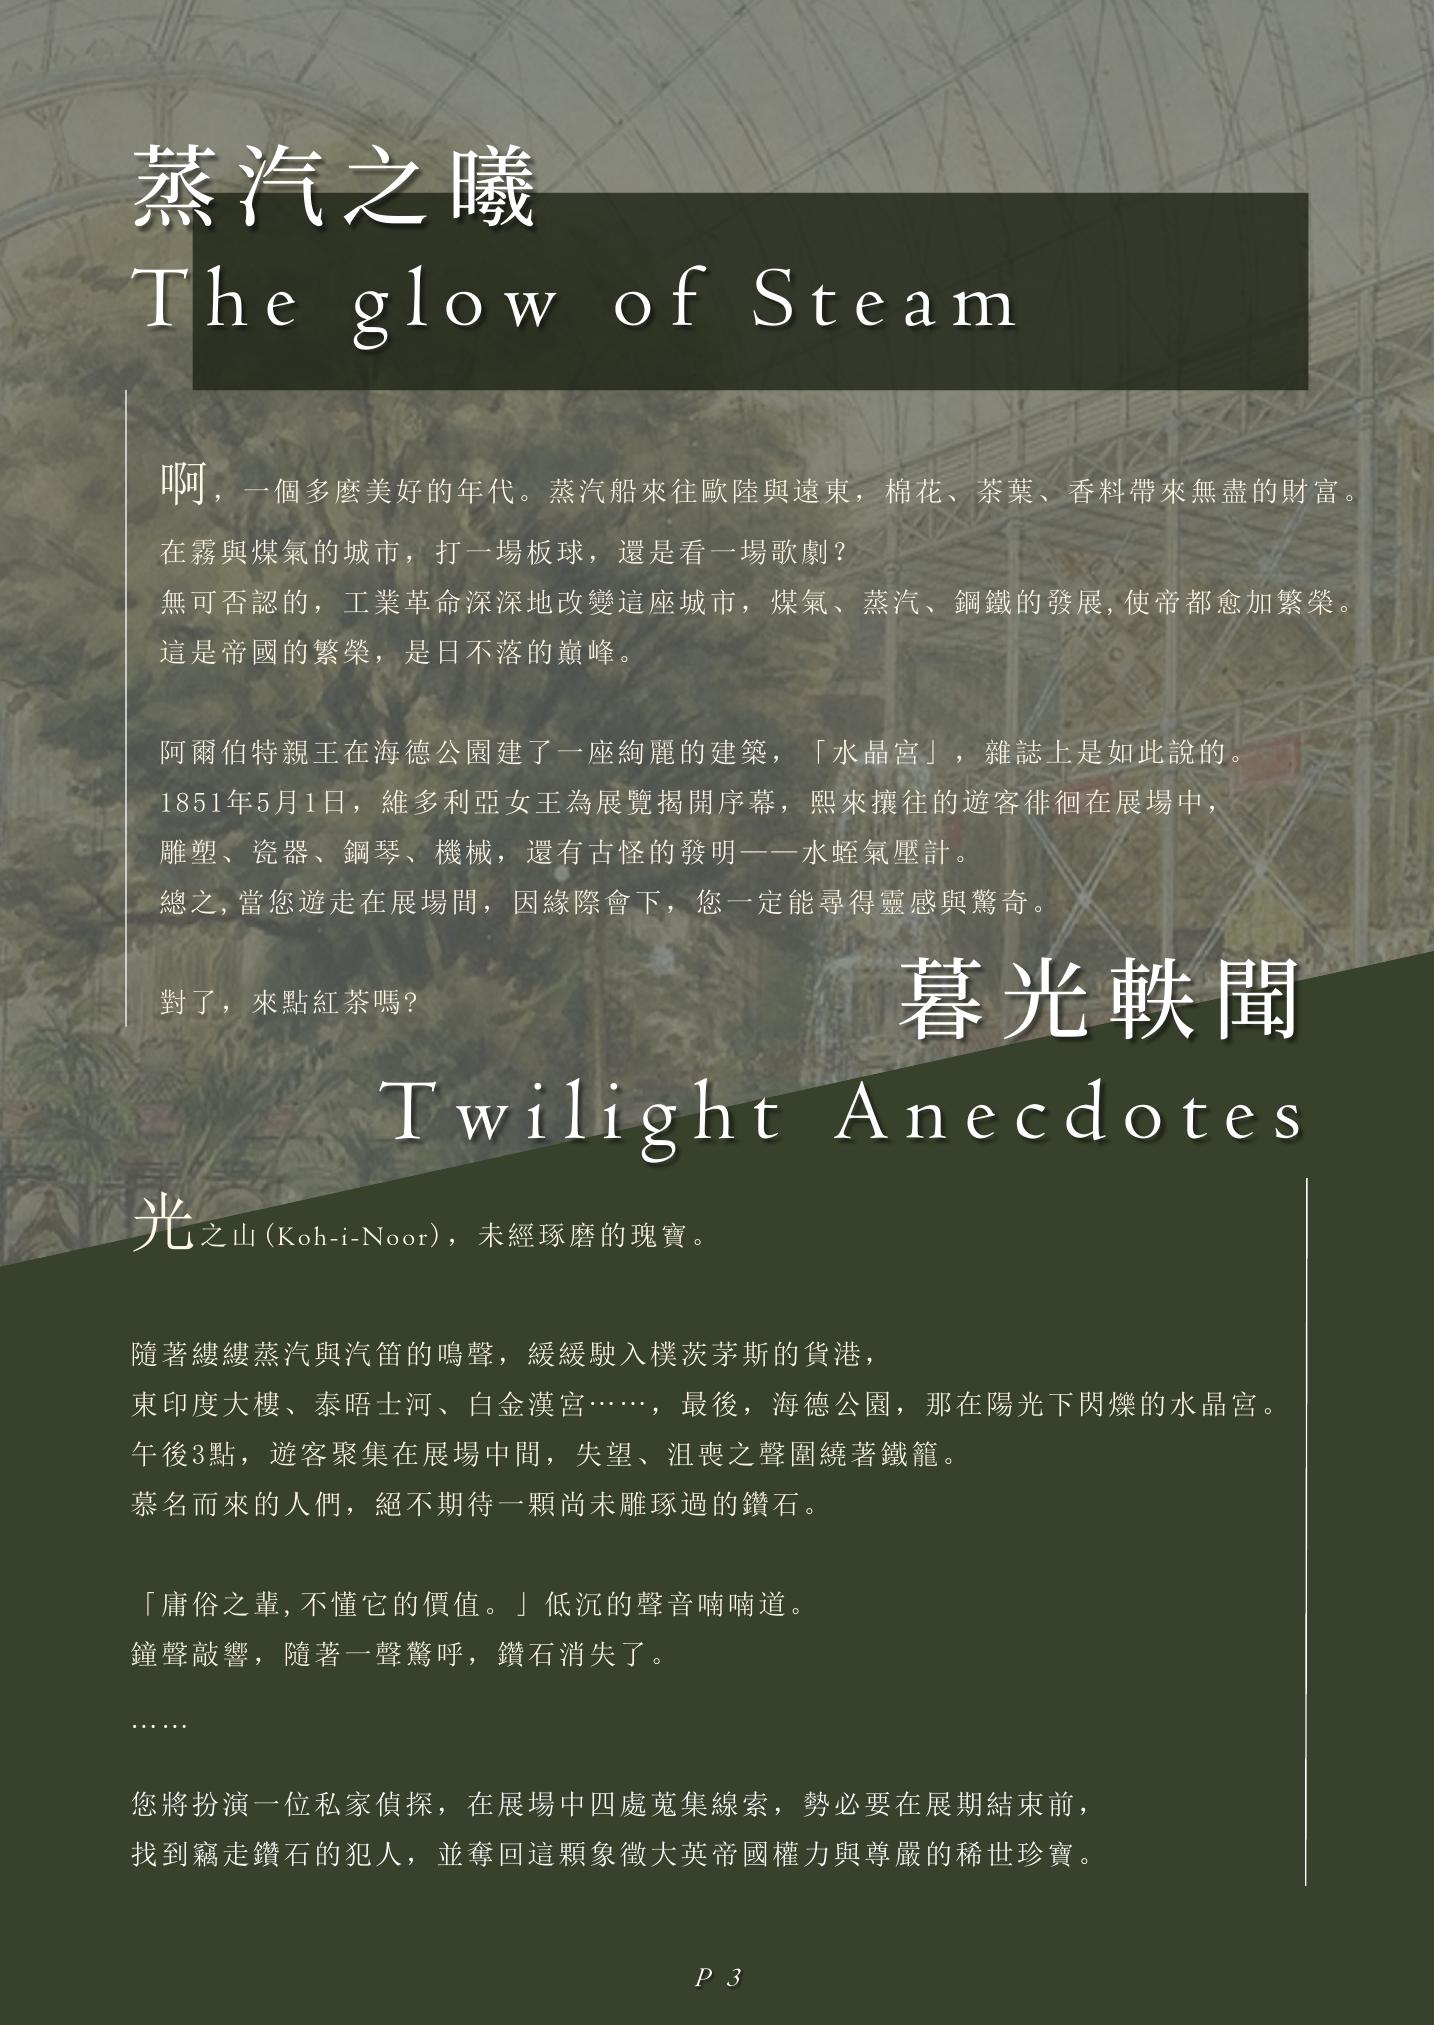 蒸汽之曦
The glow of Steam
啊，一個多麼美好的年代。蒸汽船來往歐陸與遠東，棉花、茶葉、香料帶來無盡的財富。
在霧與煤氣的城市，打一場板球，還是看一場歌劇？
無可否認的，工業革命深深地改變這座城市，煤氣、蒸汽、鋼鐵的發展,使帝都愈加繁榮。
這是帝國的繁榮，是日不落的巔峰。
阿爾伯特親王在海德公園建了一座絢麗的建築，「水晶宮」，雜誌上是如此說的。
1851年5月1日，維多利亞女王為展覽揭開序幕，熙來攘往的遊客徘徊在展場中，
雕塑、瓷器、鋼琴、機械，還有古怪的發明——水蛭氣壓計。
總之,當您遊走在展場間，因緣際會下，您一定能尋得靈感與驚奇。
對了，來點紅茶嗎?
暮光軼聞
Twilight Anecdotes
光之山(Koh-i-Noor)，未經琢磨的瑰寶。
隨著縷縷蒸汽與汽笛的鳴聲，緩緩駛入樸茨茅斯的貨港，
東印度大樓、泰晤士河、白金漢宮……，最後，海德公園，那在陽光下閃爍的水晶宮。
午後3點，遊客聚集在展場中間，失望、沮喪之聲圍繞著鐵籠。
慕名而來的人們，絕不期待一顆尚未雕琢過的鑽石。
「庸俗之輩,不懂它的價值。」低沉的聲音喃喃道。
鐘聲敲響，隨著一聲驚呼，鑽石消失了。
……
您將扮演一位私家偵探，在展場中四處蒐集線索，勢必要在展期結束前，
找到竊走鑽石的犯人，並奪回這顆象徵大英帝國權力與尊嚴的稀世珍寶。
P 3